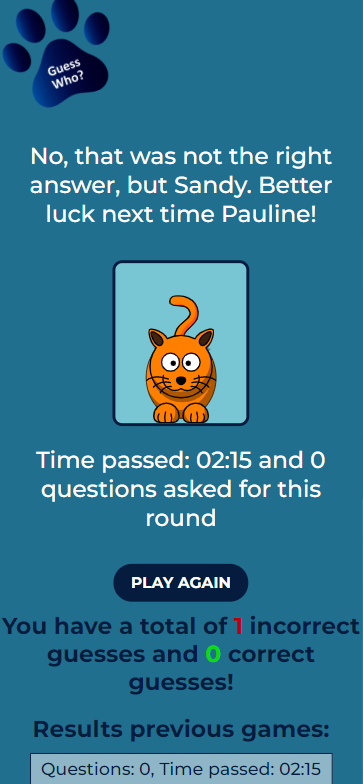 Guess
Who?
No, that was not the right
answer, but Sandy. Better
luck next time Pauline!
Time passed: 02:15 and 0
questions asked for this
round
PLAY AGAIN
You have a total of 1 incorrect
guesses and 0 correct
guesses!
Results previous games:
Questions: 0, Time passed: 02:15